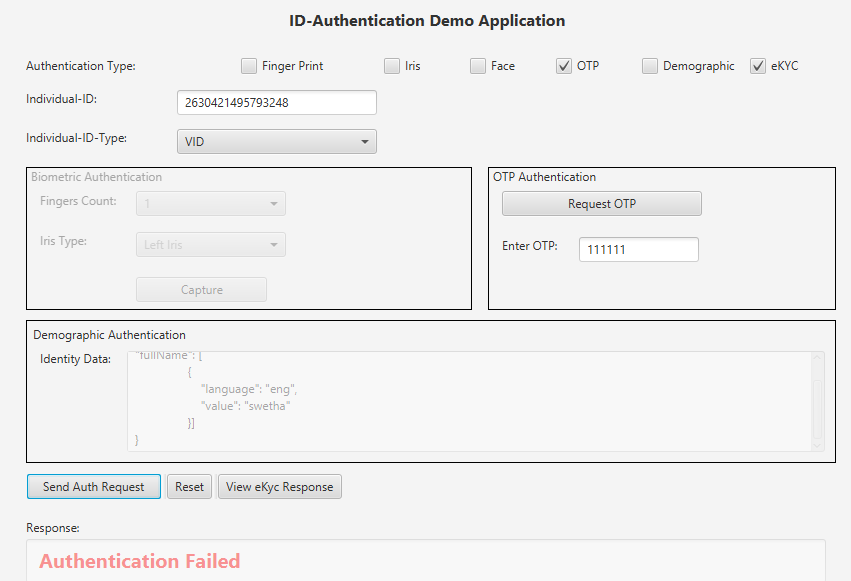 ID-Authentication Demo Application
Authentication Type: Finger Print Iris Face OTP Demographic eKYC
Individual-ID: 2630421495793248
Individual-ID-Type: VID
Biometric Authentication
Fingers Count: 1
Iris Type: Left Iris
Capture
OTP Authentication
Request OTP
Enter OTP: 111111
Demographic Authentication
Identity Data: "fullName": [
{
"language": "eng",
"value": "swetha"
}]
}
Send Auth Request Reset View eKyc Response
Response:
Authentication Failed